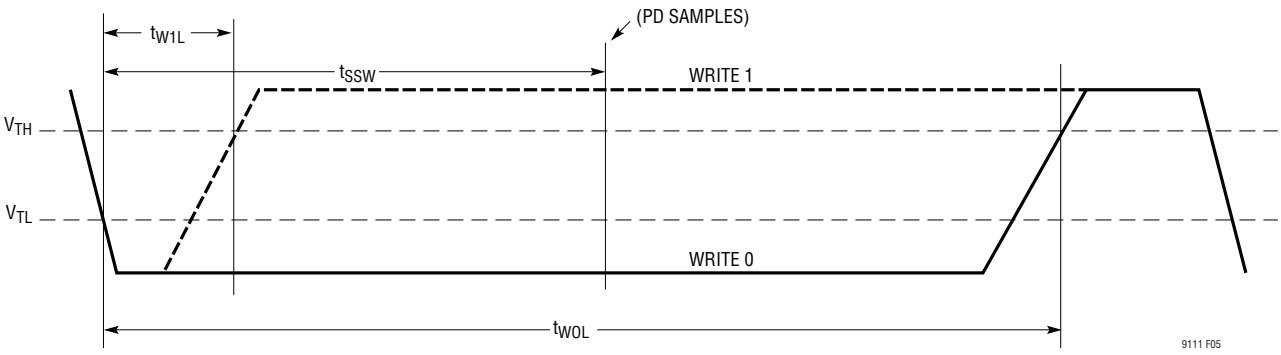 (PD SAMPLES)
tW1L
tSSW
WRITE 1
VTH
VTL
WRITE 0
tW0L
9111 F05